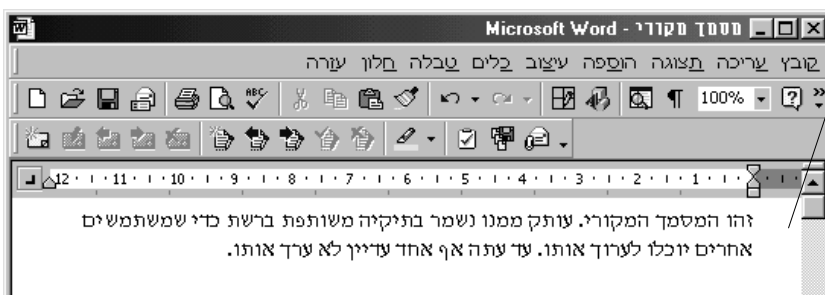 מסמך מקורי - Microsoft Word
קובץ עריכה תצוגה הוספה עיצוב כלים טבלה חלון עזרה
100%
12 11 10 9 8 7 6 5 4 3 2 1
זהו המסמך המקורי. עותק ממנו נשמר בתיקיה משותפת ברשת כדי שמשתמשים
אחרים יוכלו לערוך אותו. עד עתה אף אחד עדיין לא ערך אותו.